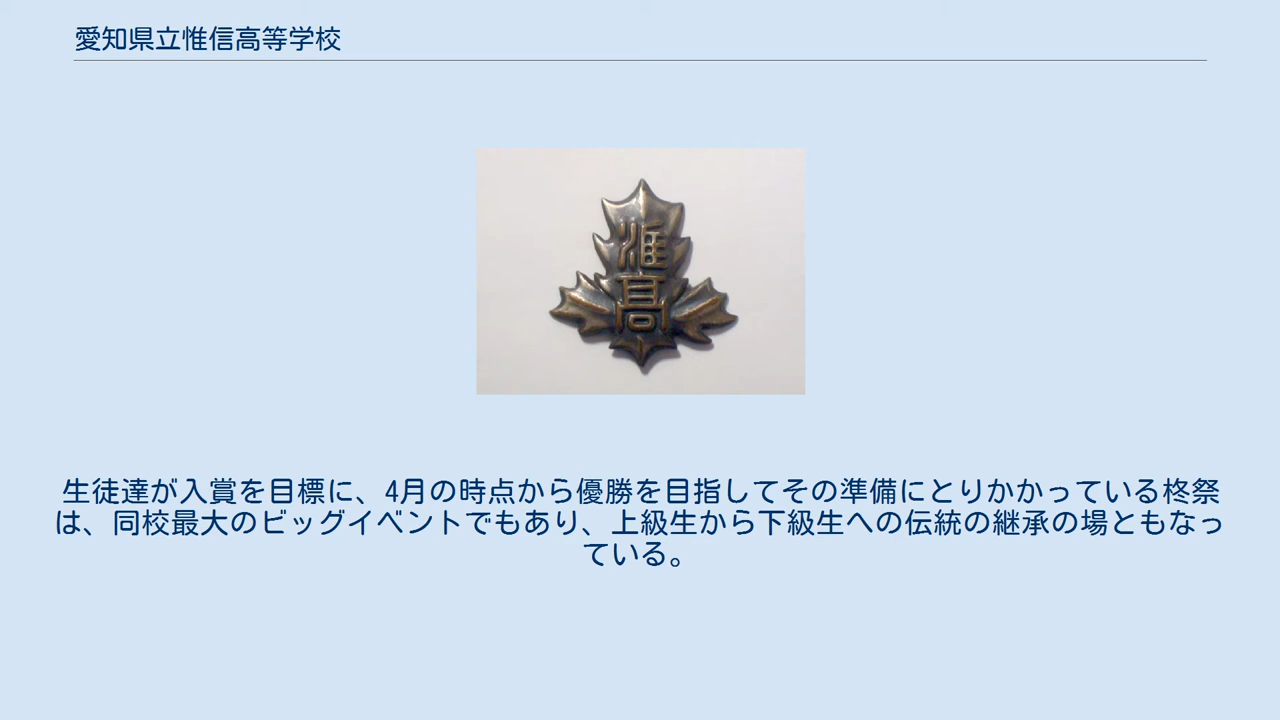 愛知県立惟信高等学校
惟
高
生徒達が入賞を目標に、4月の時点から優勝を目指してその準備にとりかかっている柊祭
は、同校最大のビッグイベントでもあり、上級生から下級生への伝統の継承の場ともなっ
ている。